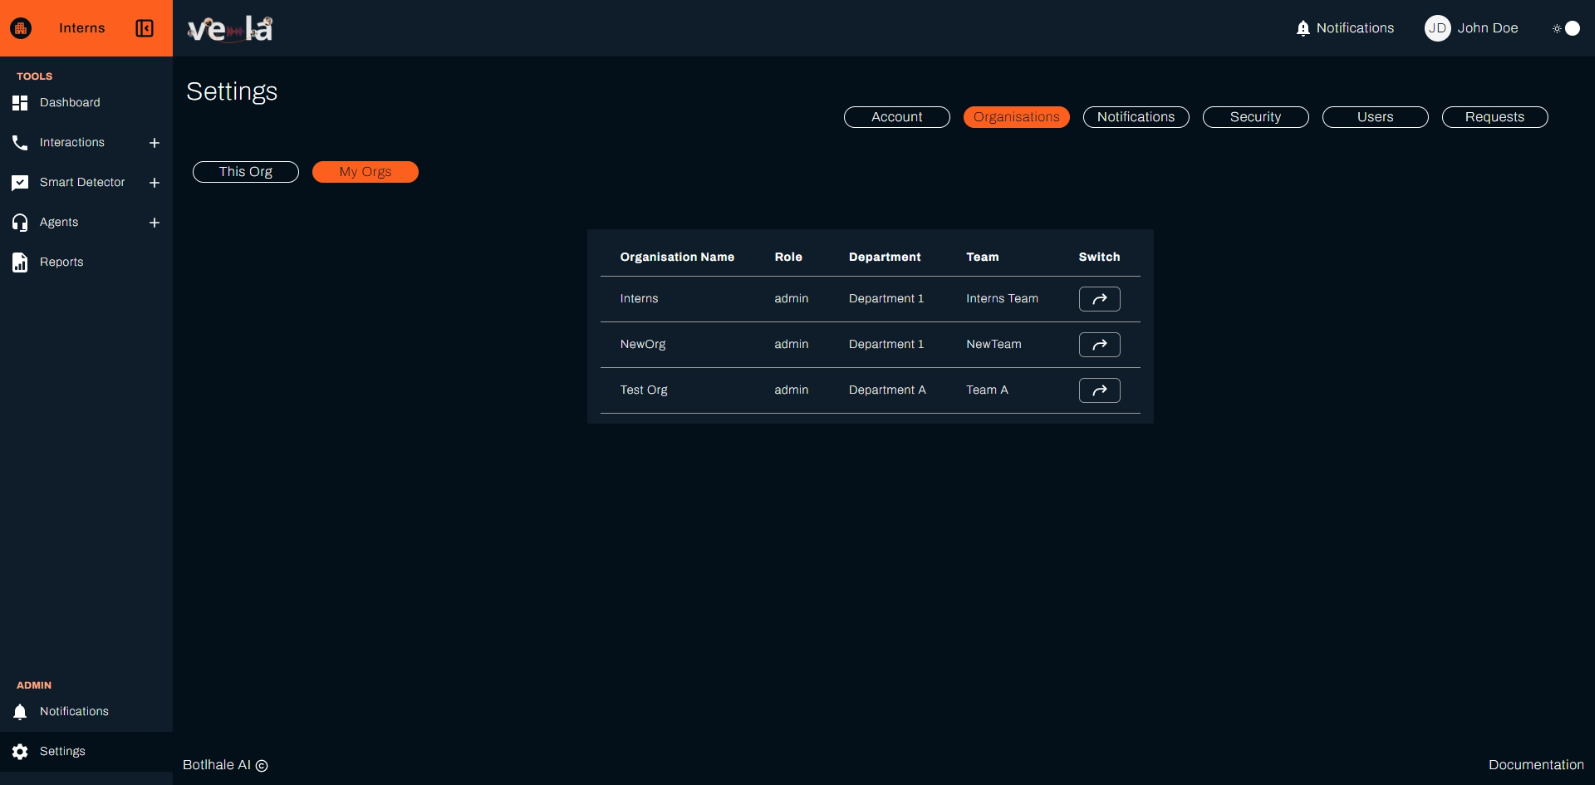 Interns
vela
Notifications
JD
John Doe
TOOLS
Dashboard
Interactions +
Smart Detector +
Agents +
Reports
Settings
Account
Organisations
Notifications
Security
Users
Requests
This Org
My Orgs
Organisation Name Role Department Team Switch
Interns admin Department 1 Interns Team
NewOrg admin Department 1 NewTeam
Test Org admin Department A Team A
ADMIN
Notifications
Settings
Botlhale AI ©
Documentation